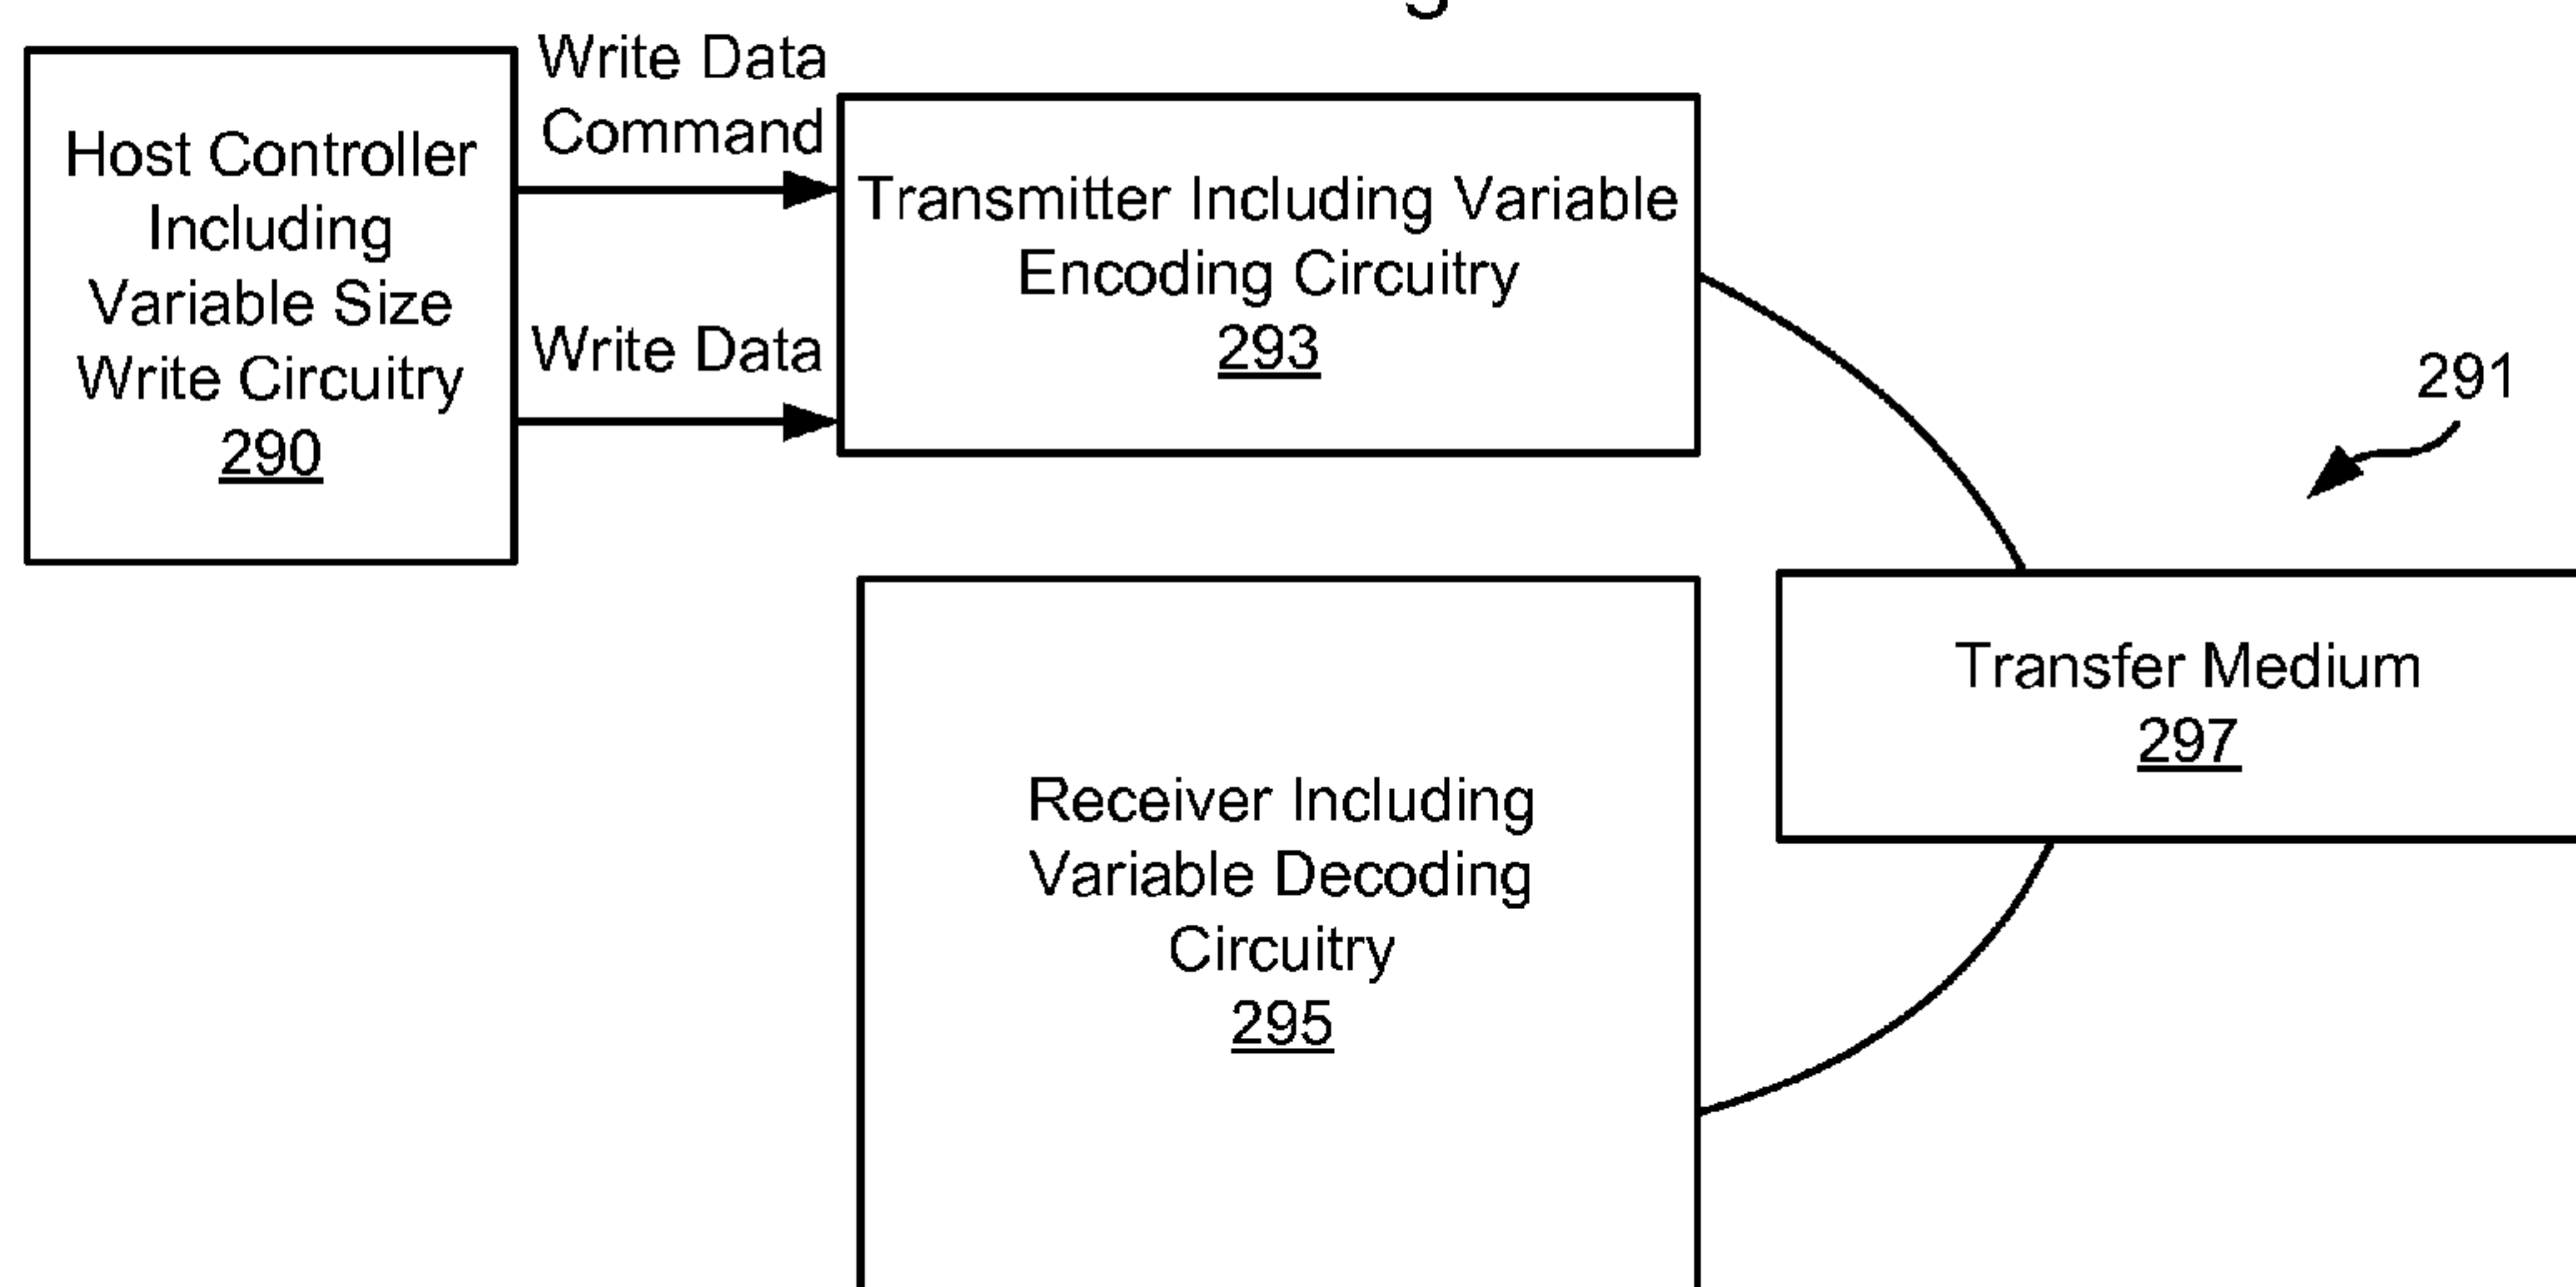 Write Data
Command
Host Controller
Including
Variable Size
Write Circuitry
290
Write Data
Transmitter Including Variable
Encoding Circuitry
293
291
Transfer Medium
297
Receiver Including
Variable Decoding
Circuitry
295